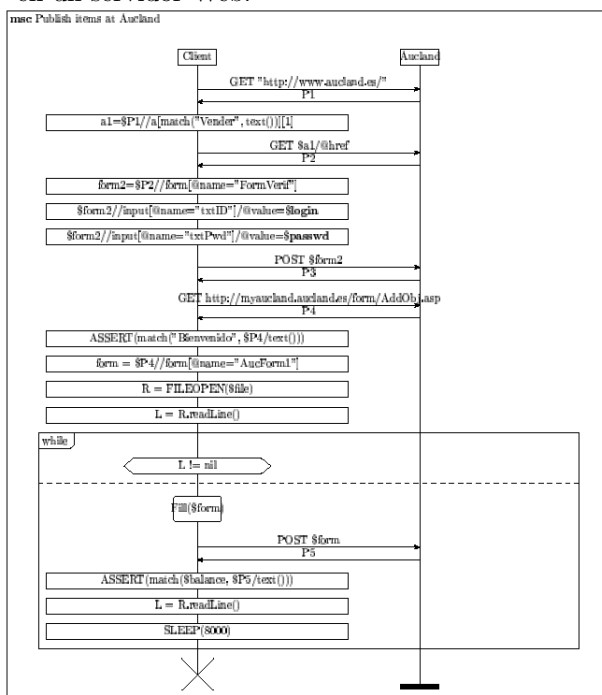 en un servidor Web.
msc Publish items at Aucland
Client Aucland
GET "http://www.aucland.es/"
P1
a1=$P1//a[match("Vender", text())][1]
GET $a1/@href
P2
form2=$P2//form[@name="FormVerif"]
$form2//input[@name="txtID"]/@value=$login
$form2//input[@name="txtPwd"]/@value=$passwd
POST $form2
P3
GET http://myaucland.aucland.es/form/AddObj.asp
P4
ASSERT(match("Bienvenido", $P4/text()))
form = $P4//form[@name="AucForm1"]
R = FILEOPEN($file)
L = R.readLine()
while
L != nil
Fill($form)
POST $form
P5
ASSERT(match($balance, $P5/text()))
L = R.readLine()
SLEEP(8000)